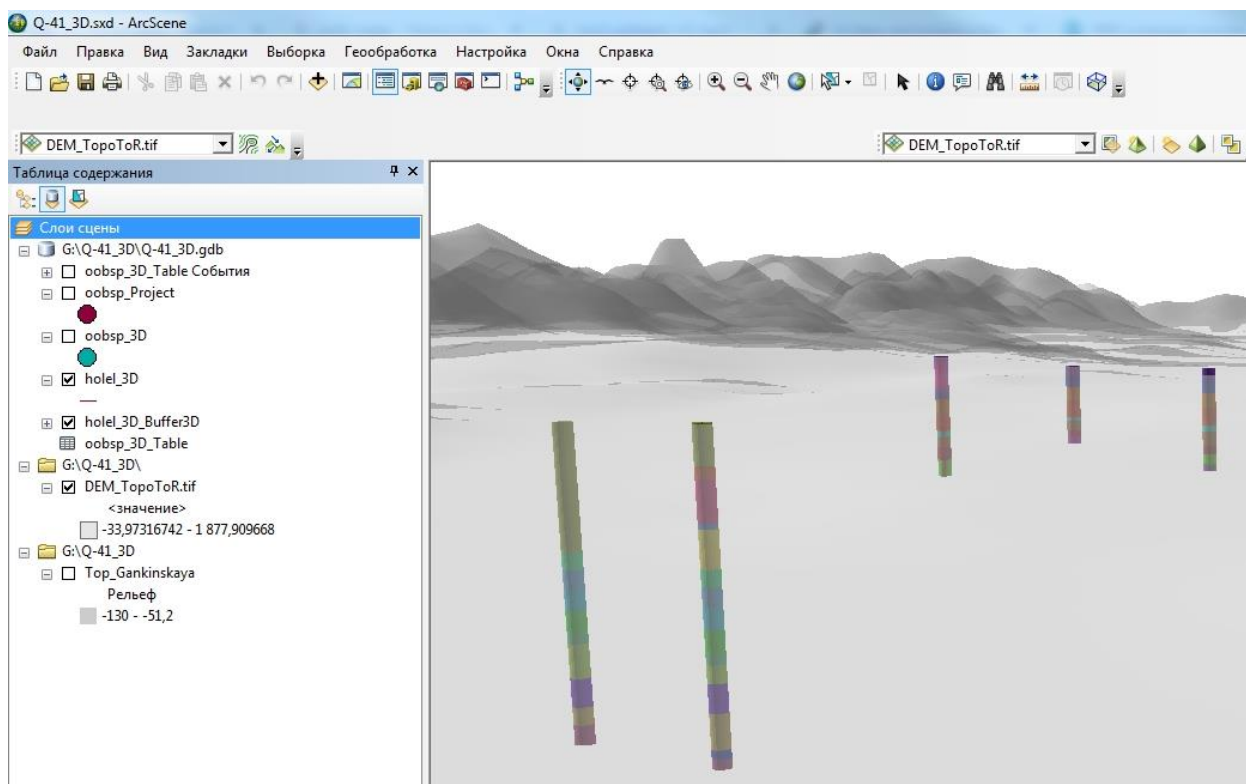 Q-41_3D.sxd - ArcScene
Файл Правка Вид Закладки Выборка Геообработка Настройка Окна Справка
DEM_TopoToR.tif DEM_TopoToR.tif
Таблица содержания
Слои сцены
G:\Q-41_3D\Q-41_3D.gdb
oobsp_3D_Table События
oobsp_Project
oobsp_3D
holel_3D
holel_3D_Buffer3D
oobsp_3D_Table
G:\Q-41_3D\
DEM_TopoToR.tif
<значение>
-33,97316742 - 1 877,909668
G:\Q-41_3D
Top_Gankinskaya
Рельеф
-130 - -51,2